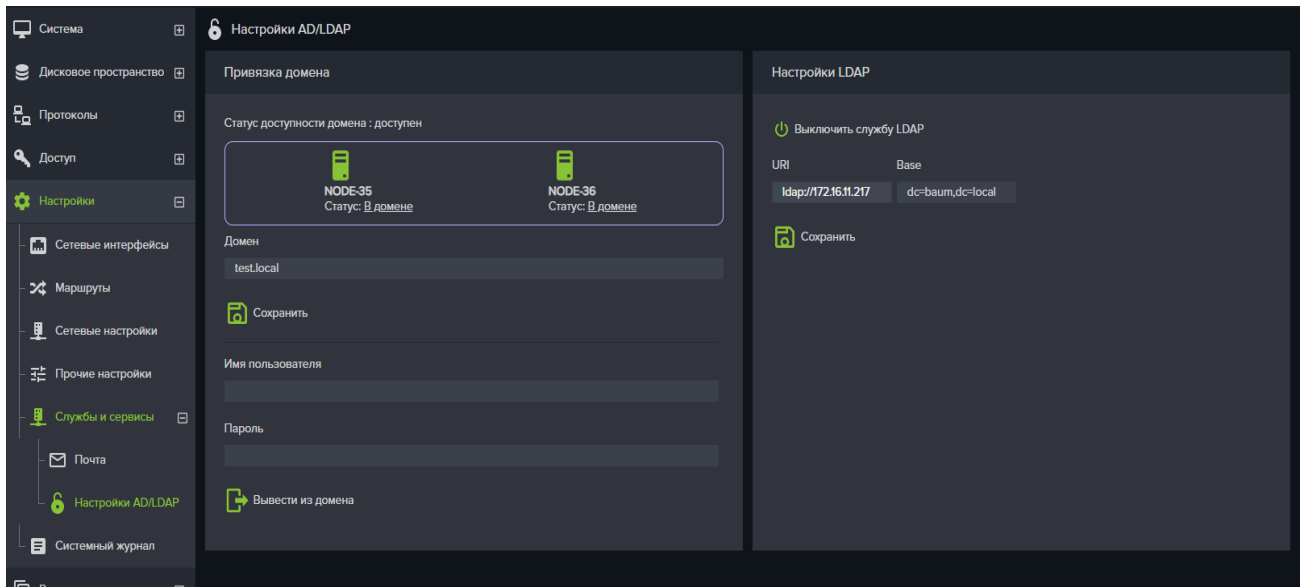 Система
Дисковое пространство
Протоколы
Доступ
Настройки
Сетевые интерфейсы
Маршруты
Сетевые настройки
Прочие настройки
Службы и сервисы
Почта
Настройки AD/LDAP
Системный журнал
Настройки AD/LDAP
Привязка домена
Статус доступности домена : доступен
NODE-35
Статус: В домене
NODE-36
Статус: В домене
Домен
test.local
Сохранить
Имя пользователя
Пароль
Вывести из домена
Настройки LDAP
Выключить службу LDAP
URI Base
ldap://172.16.11.217 dc=baum,dc=local
Сохранить